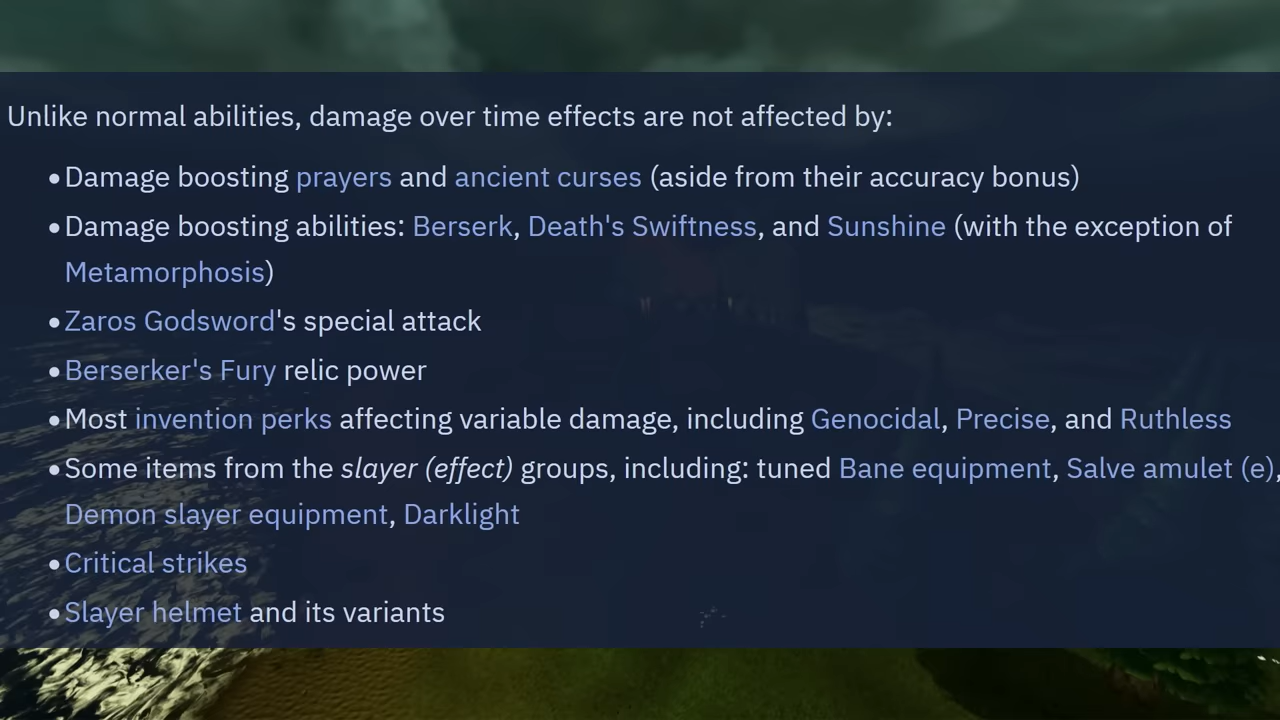 Unlike normal abilities, damage over time effects are not affected by:
• Damage boosting prayers and ancient curses (aside from their accuracy bonus)
• Damage boosting abilities: Berserk, Death's Swiftness, and Sunshine (with the exception of
Metamorphosis)
• Zaros Godsword's special attack
• Berserker's Fury relic power
• Most invention perks affecting variable damage, including Genocidal, Precise, and Ruthless
• Some items from the slayer (effect) groups, including: tuned Bane equipment, Salve amulet (e),
Demon slayer equipment, Darklight
• Critical strikes
• Slayer helmet and its variants